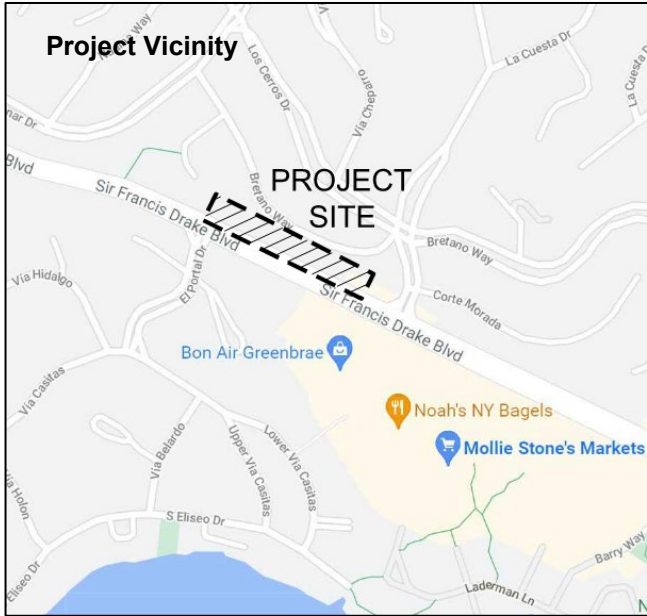 Project Vicinity
Los Cerros Dr
La Cuesta Dr
La Cuesta
Via Cheparro
nar Dr
Blvd
Sir Francis Drake Blvd
Bretano Way
PROJECT
SITE
Bretano Way
El Portal Dr
Via Hidalgo
Corte Morada
Sir Francis Drake Blvd
Bon Air Greenbrae
Noah's NY Bagels
Mollie Stone's Markets
Via Casitas
Via Belardo
Upper Via Casitas
Lower Via Casitas
Via Holon
S Eliseo Dr
Eliseo Dr
Barry Way
Laderman Ln
N